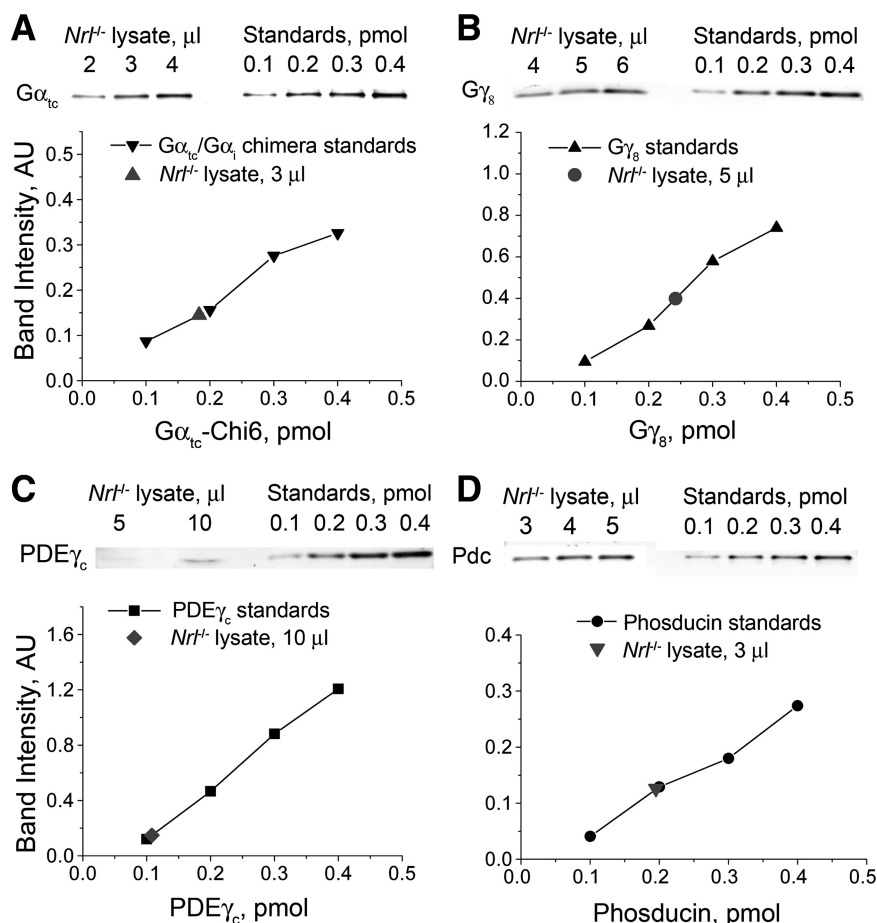 A
Nrl-/- lysate, μl Standards, pmol
2 3 4 0.1 0.2 0.3 0.4
Gαtc
Gαtc/Gαi chimera standards
Nrl-/- lysate, 3 μl
Band Intensity, AU
0.5
0.4
0.3
0.2
0.1
0.0
0.0 0.1 0.2 0.3 0.4 0.5
Gαtc-Chi6, pmol
B
Nrl-/- lysate, μl Standards, pmol
4 5 6 0.1 0.2 0.3 0.4
Gγ8
Gγ8 standards
Nrl-/- lysate, 5 μl
1.2
1.0
0.8
0.6
0.4
0.2
0.0
0.0 0.1 0.2 0.3 0.4 0.5
Gγ8, pmol
C
Nrl-/- lysate, μl Standards, pmol
5 10 0.1 0.2 0.3 0.4
PDEγc
PDEγc standards
Nrl-/- lysate, 10 μl
Band Intensity, AU
1.6
1.2
0.8
0.4
0.0
0.0 0.1 0.2 0.3 0.4 0.5
PDEγc, pmol
D
Nrl-/- lysate, μl Standards, pmol
3 4 5 0.1 0.2 0.3 0.4
Pdc
Phosducin standards
Nrl-/- lysate, 3 μl
0.4
0.3
0.2
0.1
0.0
0.0 0.1 0.2 0.3 0.4 0.5
Phosducin, pmol